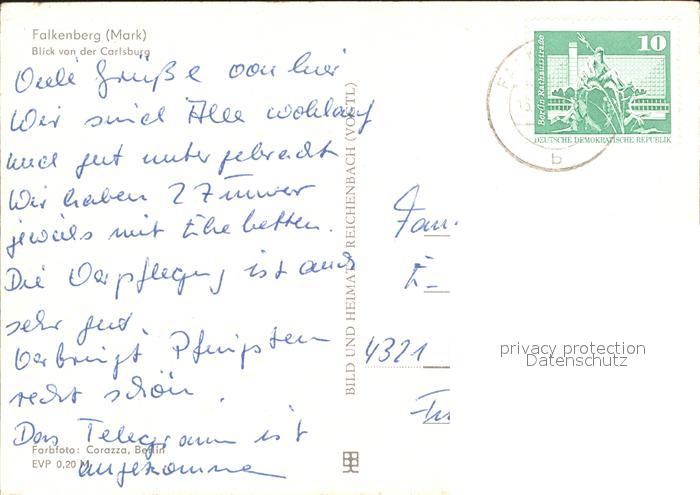 Falkenberg (Mark)
Blick von der Carlsburg
Viele Grüße von hier
Wir sind Alle wohlauf
und gut untergebracht
Wir haben 2 Zimmer
jeweils mit Ehebetten.
Die Verpflegung ist auch
sehr gut.
Verbringt Pfingsten
recht schön.
Das Telegramm ist
angekommen
Farbfoto: Corazza, Berlin
EVP 0,20 M
BILD UND HEIMAT REICHENBACH (VOGTL)
Berlin · Rathausstraße
10
DEUTSCHE DEMOKRATISCHE REPUBLIK
b
Fam.
4321
privacy protection
Datenschutz